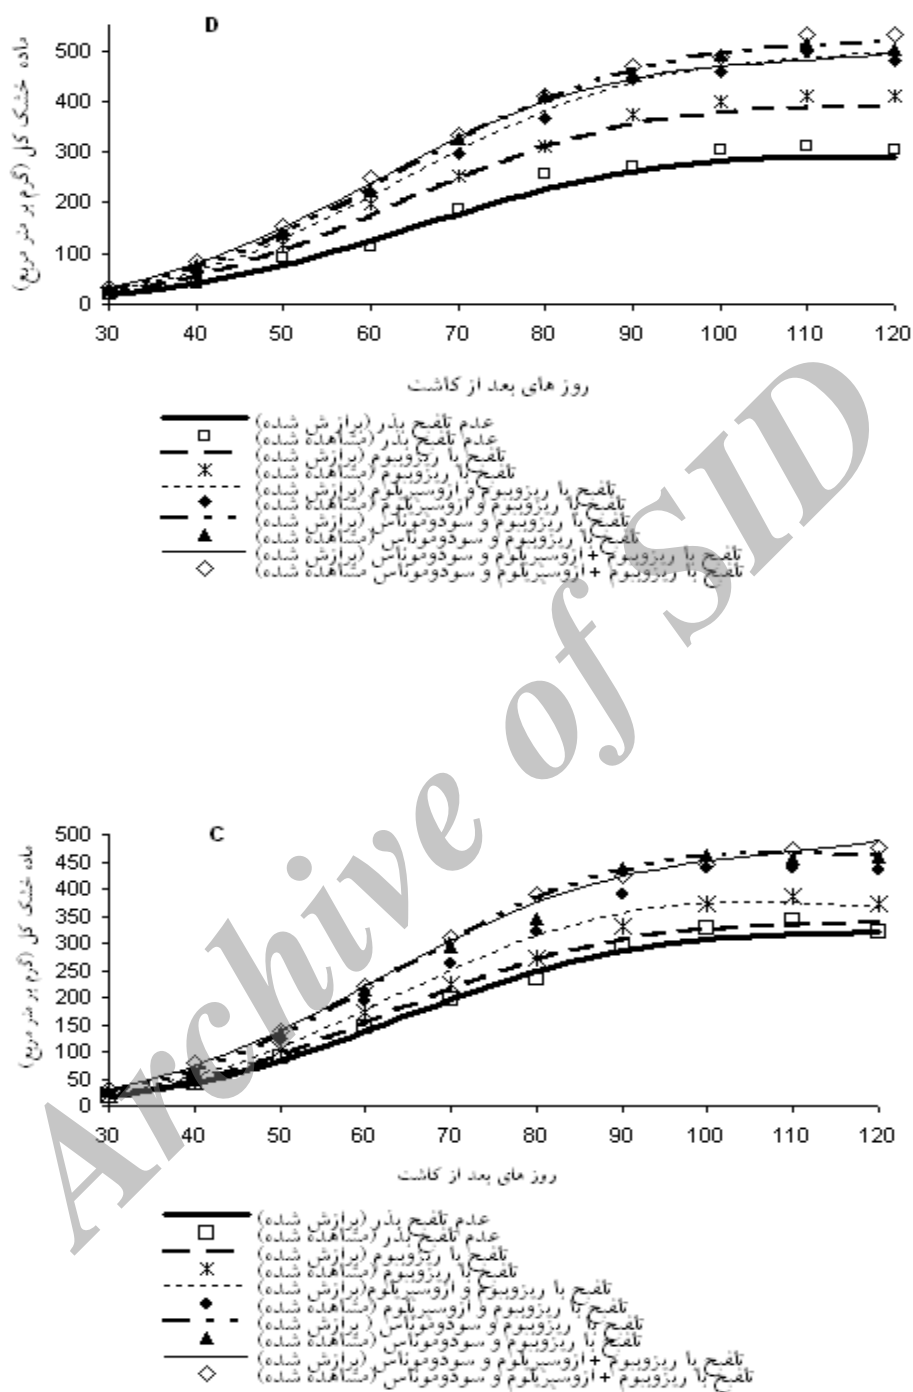 D
ماده خشک کل (گرم بر متر مربع)
500
400
300
200
100
0
30 40 50 60 70 80 90 100 110 120
روز های بعد از کاشت
عدم تلقیح بذر (برازش شده)
عدم تلقیح بذر (مشاهده شده)
تلقیح با ریزوبیوم (برازش شده)
تلقیح با ریزوبیوم (مشاهده شده)
تلقیح با ریزوبیوم و ازوسپریلوم (برازش شده)
تلقیح با ریزوبیوم و ازوسپریلوم (مشاهده شده)
تلقیح با ریزوبیوم و سودوموناس (برازش شده)
تلقیح با ریزوبیوم و سودوموناس (مشاهده شده)
تلقیح با ریزوبیوم + ازوسپریلوم و سودوموناس (برازش شده)
تلقیح با ریزوبیوم + ازوسپریلوم و سودوموناس مشاهده شده)
Archive of SID
C
ماده خشک کل (گرم بر متر مربع)
500
450
400
350
300
250
200
150
100
50
0
30 40 50 60 70 80 90 100 110 120
روز های بعد از کاشت
عدم تلقیح بذر (برازش شده)
عدم تلقیح بذر (مشاهده شده)
تلقیح با ریزوبیوم (برازش شده)
تلقیح با ریزوبیوم (مشاهده شده)
تلقیح با ریزوبیوم و ازوسپریلوم(برازش شده)
تلقیح با ریزوبیوم و ازوسپریلوم (مشاهده شده)
تلقیح با ریزوبیوم و سودوموناس ( برازش شده)
تلقیح با ریزوبیوم و سودوموناس (مشاهده شده)
تلقیح با ریزوبیوم + ازوسپریلوم و سودوموناس (برازش شده)
تلقیح با ریزوبیوم + ازوسپریلوم و سودوموناس (مشاهده شده)